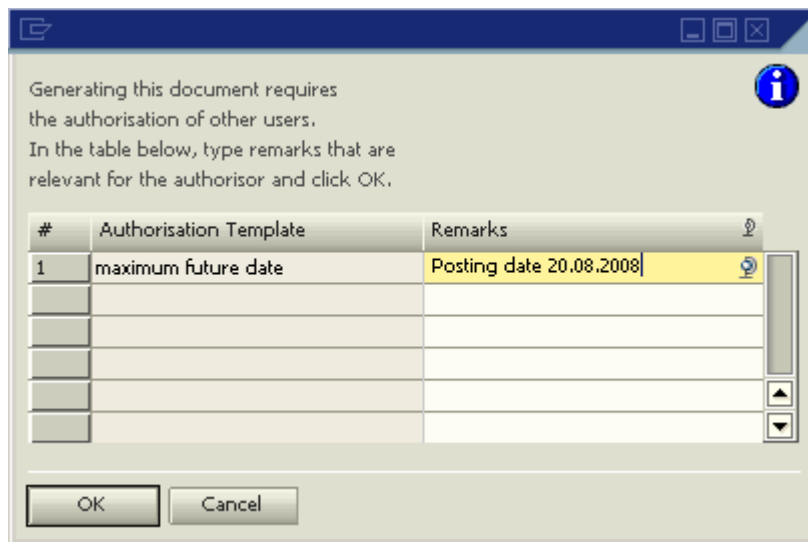 Generating this document requires
the authorisation of other users.
In the table below, type remarks that are
relevant for the authorisor and click OK.
# Authorisation Template Remarks
1 maximum future date Posting date 20.08.2008
OK Cancel